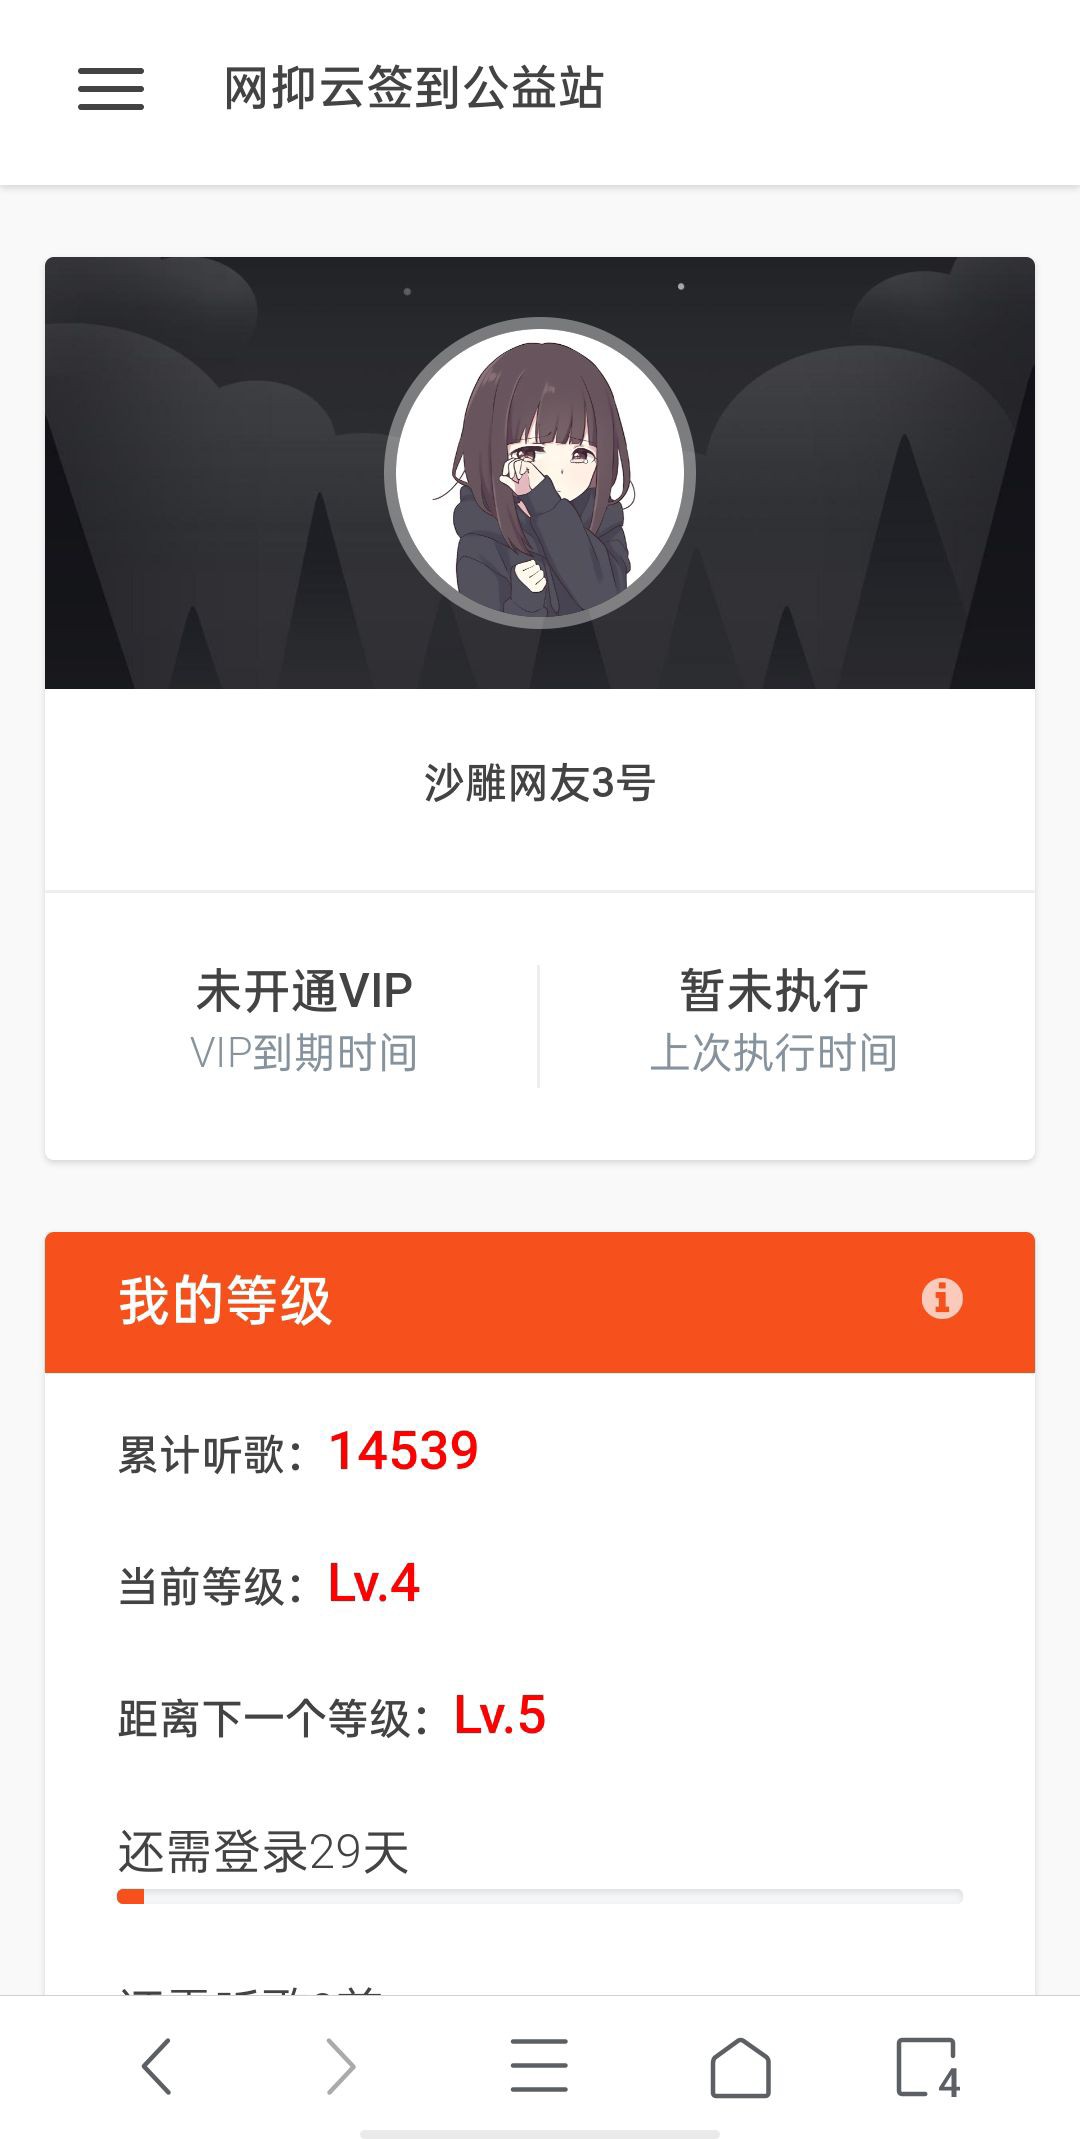 网抑云签到公益站
沙雕网友3号
未开通VIP
VIP到期时间
暂未执行
上次执行时间
我的等级
累计听歌：14539
当前等级：Lv.4
距离下一个等级：Lv.5
还需登录29天
4